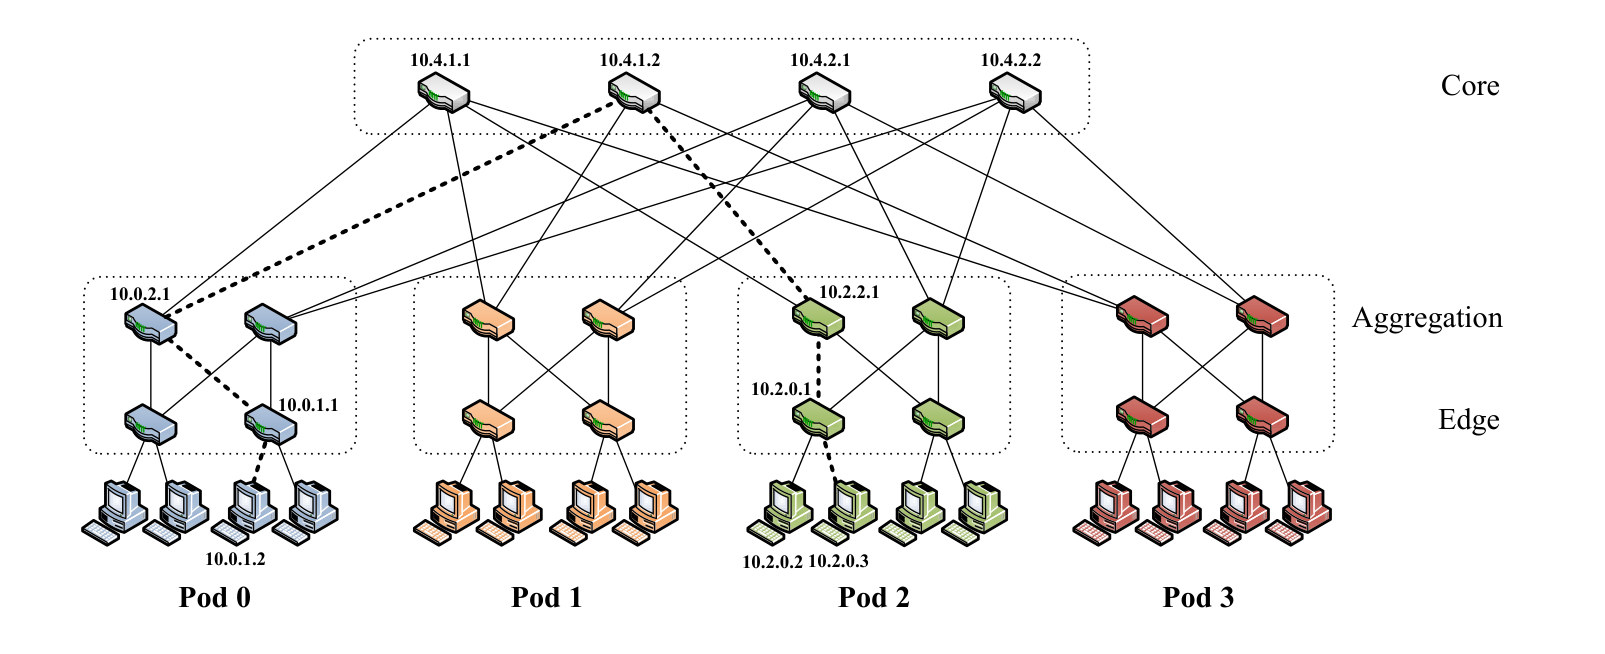 10.4.1.1 10.4.1.2 10.4.2.1 10.4.2.2
Core
10.0.2.1 10.2.2.1
Aggregation
10.2.0.1
10.0.1.1
Edge
10.0.1.2 10.2.0.2 10.2.0.3
Pod 0 Pod 1 Pod 2 Pod 3